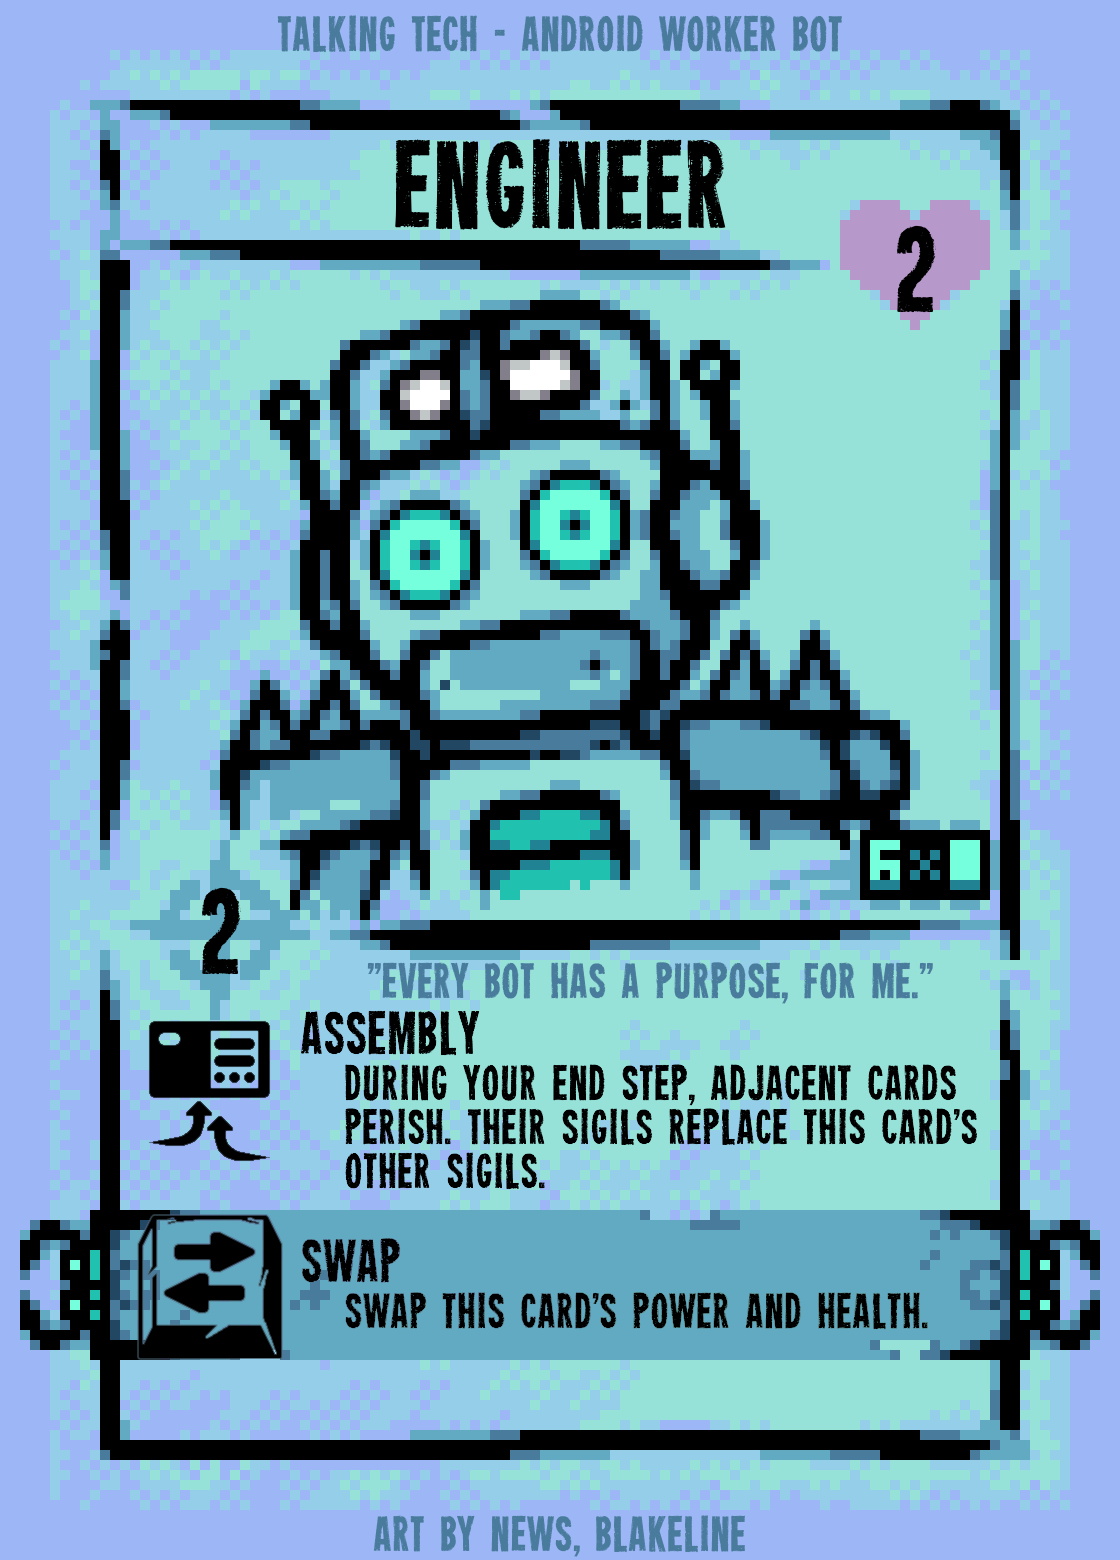 TALKING TECH - ANDROID WORKER BOT
ENGINEER
2
6 X
2
"EVERY BOT HAS A PURPOSE, FOR ME."
ASSEMBLY
DURING YOUR END STEP, ADJACENT CARDS
PERISH. THEIR SIGILS REPLACE THIS CARD'S
OTHER SIGILS.
SWAP
SWAP THIS CARD'S POWER AND HEALTH.
ART BY NEWS, BLAKELINE